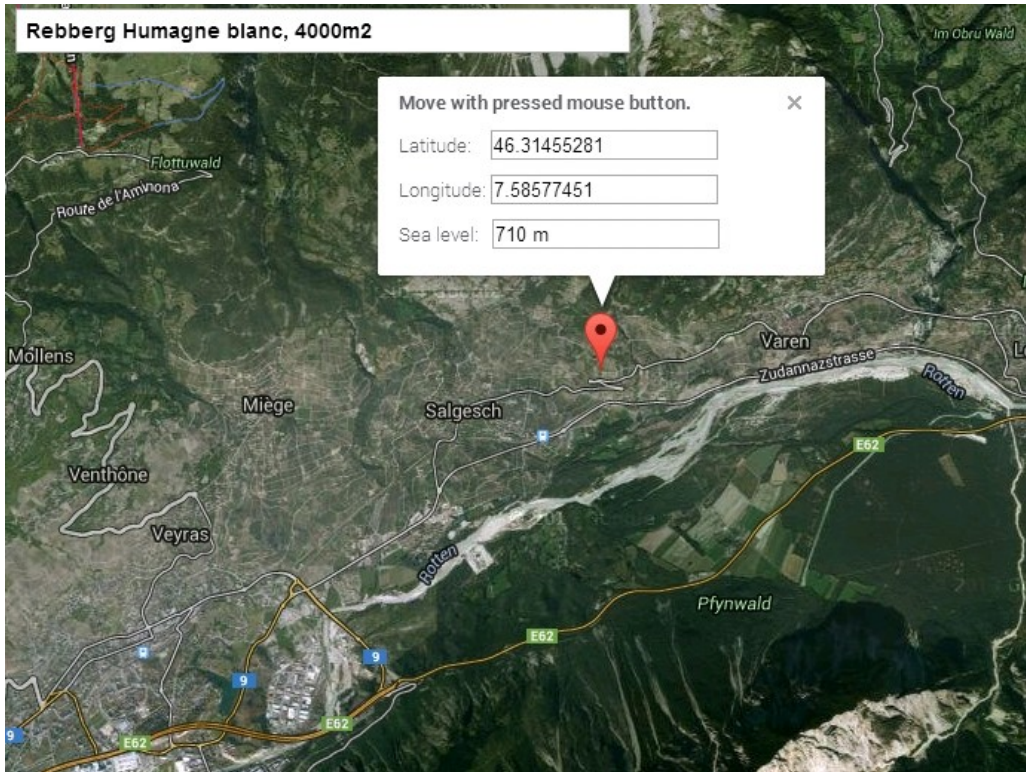 Rebberg Humagne blanc, 4000m2
Im Obru Wald
Move with pressed mouse button.
Latitude: 46.31455281
Longitude: 7.58577451
Sea level: 710 m
Flottuwald
Route de l'Aminona
Mollens
Varen
Zudannazstrasse
Rotten
Miège
Salgesch
E62
Venthône
Veyras
Rotten
Pfynwald
E62
9
9
9
E62
E62